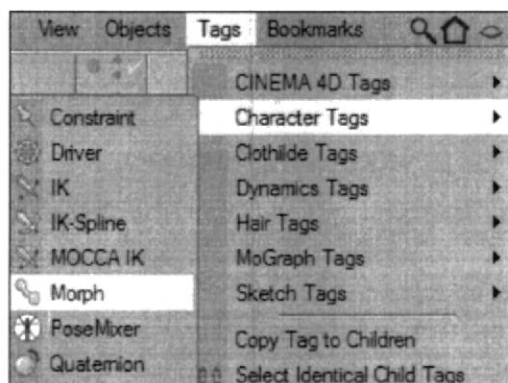 View Objects Tags Bookmarks
CINEMA 4D Tags
Character Tags
Clothilde Tags
Dynamics Tags
Hair Tags
MoGraph Tags
Sketch Tags
Copy Tag to Children
Select Identical Child Tags
Constraint
Driver
IK
IK-Spline
MOCCA IK
Morph
PoseMixer
Quaternion